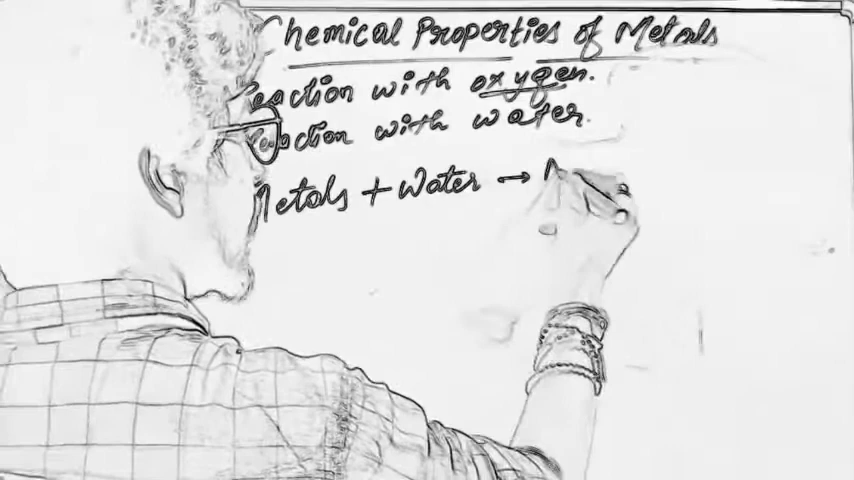 Chemical Properties of Metals
eaction with oxygen.
eaction with water.
Metals + Water →